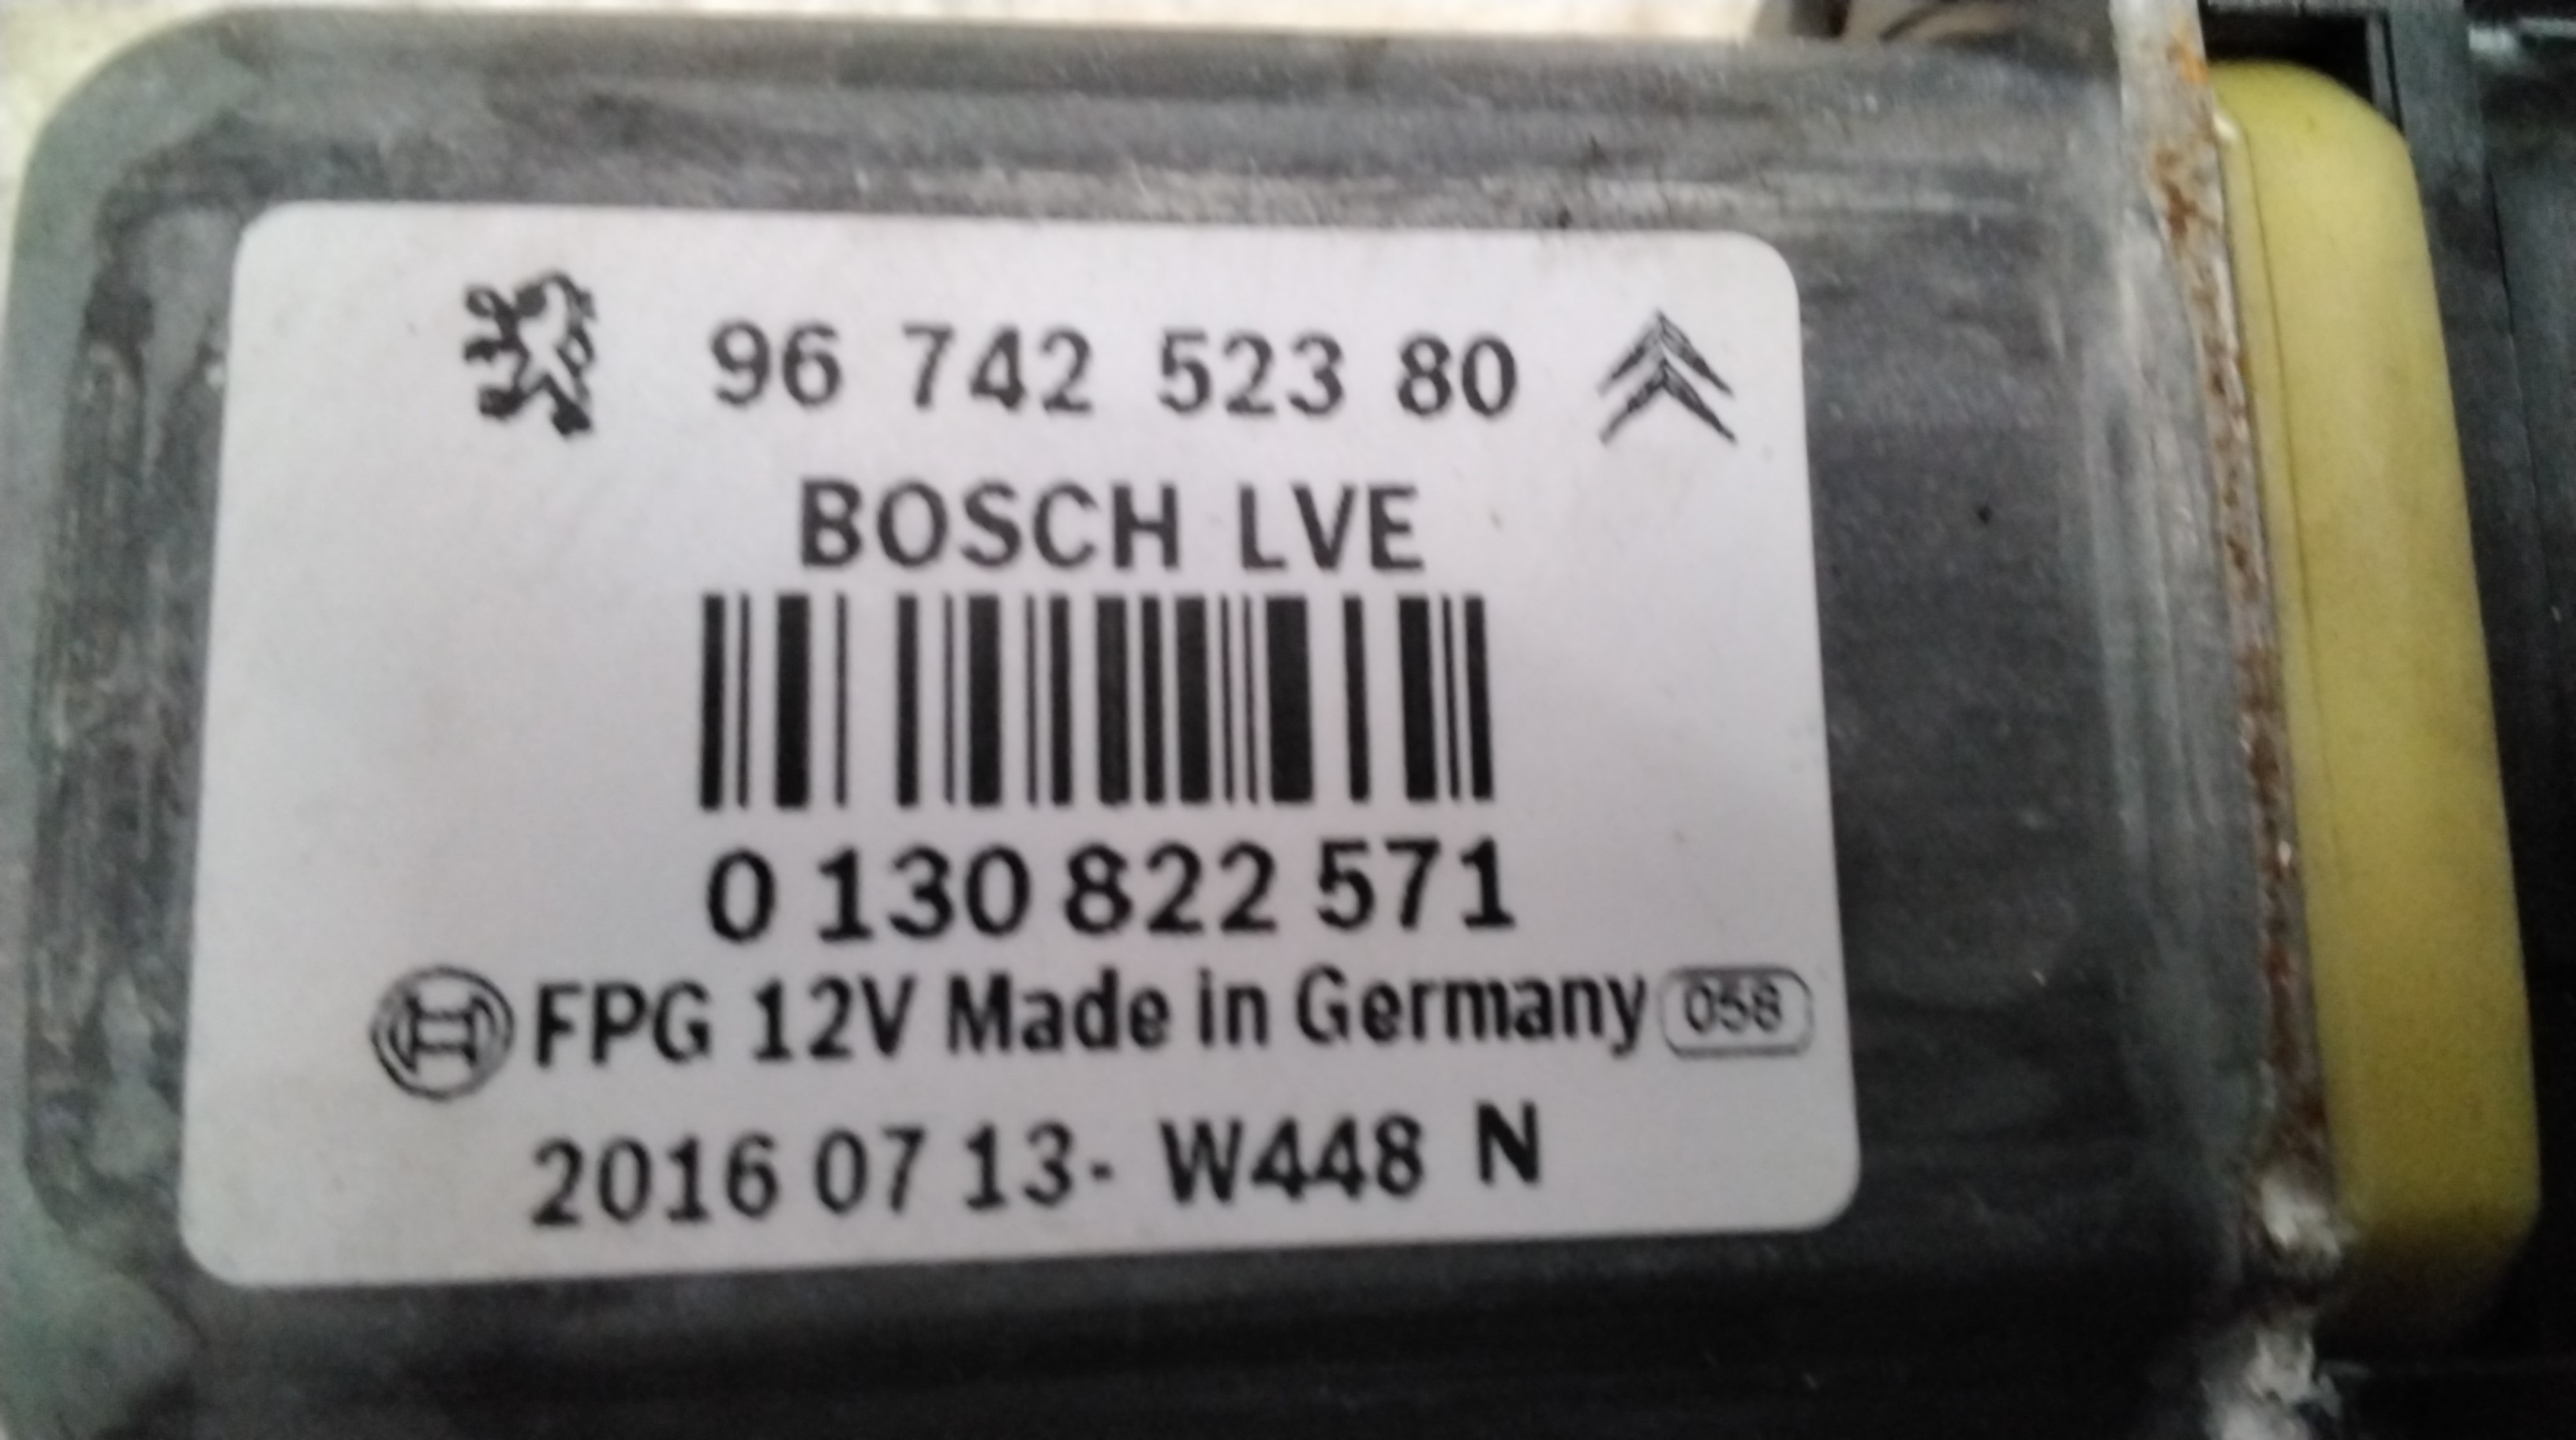 96 742 523 80
BOSCH LVE
0 130 822 571
FPG 12V Made in Germany 058
2016 07 13- W448 N